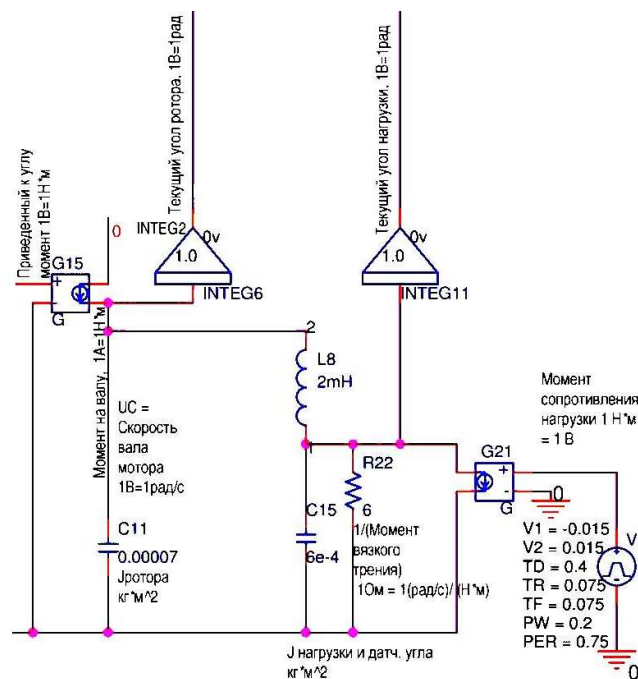 Текущий угол ротора, 1В=1рад
Текущий угол нагрузки, 1В=1рад
Приведенный к углу
момент 1В=1Н*м
0
INTEG2
0v
1.0
INTEG6
0v
1.0
INTEG11
G15
+
-
G
Момент на валу, 1А=1Н*м
2
L8
2mH
UC =
Скорость
вала
мотора
1В=1рад/с
1
Момент
сопротивления
нагрузки 1 Н*м
= 1 В
G21
+
-
G
0
R22
6
C15
6e-4
1/(Момент
вязкого
трения)
1Ом = 1(рад/с)/ (Н*м)
C11
0.00007
Jротора
кг*м^2
V
V1 = -0.015
V2 = 0.015
TD = 0.4
TR = 0.075
TF = 0.075
PW = 0.2
PER = 0.75
+
-
0
J нагрузки и датч. угла
кг*м^2